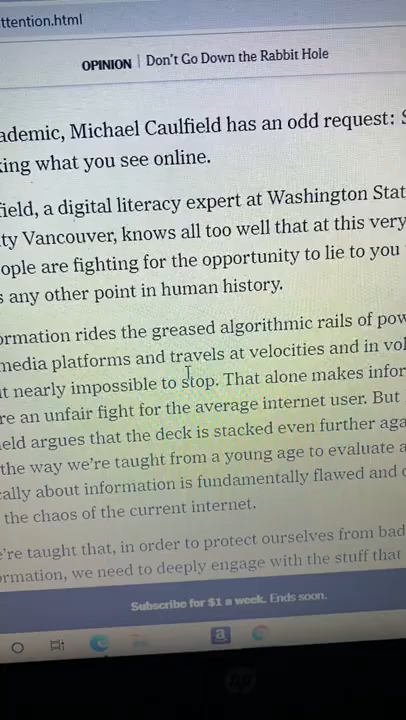 ttention.html
OPINION | Don't Go Down the Rabbit Hole
ademic, Michael Caulfield has an odd request: S
king what you see online.
field, a digital literacy expert at Washington Stat
ty Vancouver, knows all too well that at this very
ople are fighting for the opportunity to lie to you
s any other point in human history.
ormation rides the greased algorithmic rails of pow
media platforms and travels at velocities and in vol
it nearly impossible to stop. That alone makes infor
re an unfair fight for the average internet user. But
eld argues that the deck is stacked even further aga
the way we're taught from a young age to evaluate a
cally about information is fundamentally flawed and o
the chaos of the current internet.
e're taught that, in order to protect ourselves from bad
ormation, we need to deeply engage with the stuff that
Subscribe for $1 a week. Ends soon.
a
hp